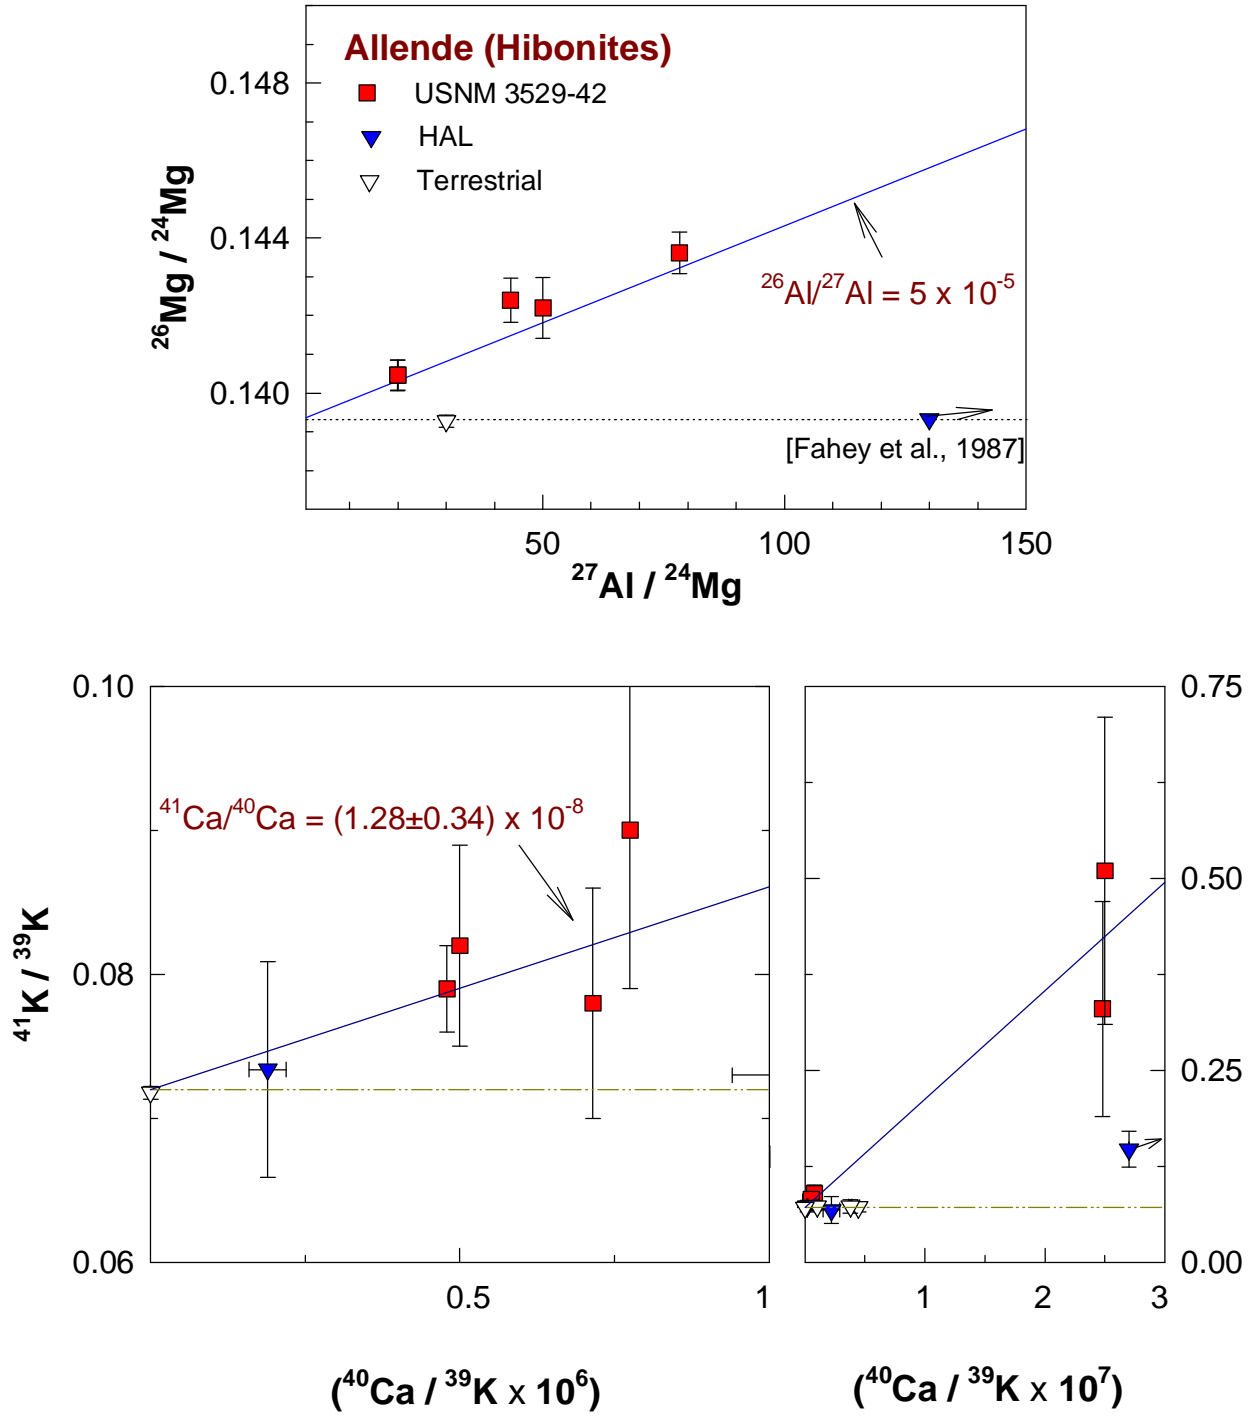 Allende (Hibonites)
USNM 3529-42
HAL
Terrestrial
0.148
0.144
0.140
²⁶Mg / ²⁴Mg
²⁶Al/²⁷Al = 5 x 10⁻⁵
[Fahey et al., 1987]
50 100 150
²⁷Al / ²⁴Mg
0.10
0.08
0.06
⁴¹K / ³⁹K
⁴¹Ca/⁴⁰Ca = (1.28±0.34) x 10⁻⁸
0.5 1
(⁴⁰Ca / ³⁹K x 10⁶)
0.75
0.50
0.25
0.00
1 2 3
(⁴⁰Ca / ³⁹K x 10⁷)